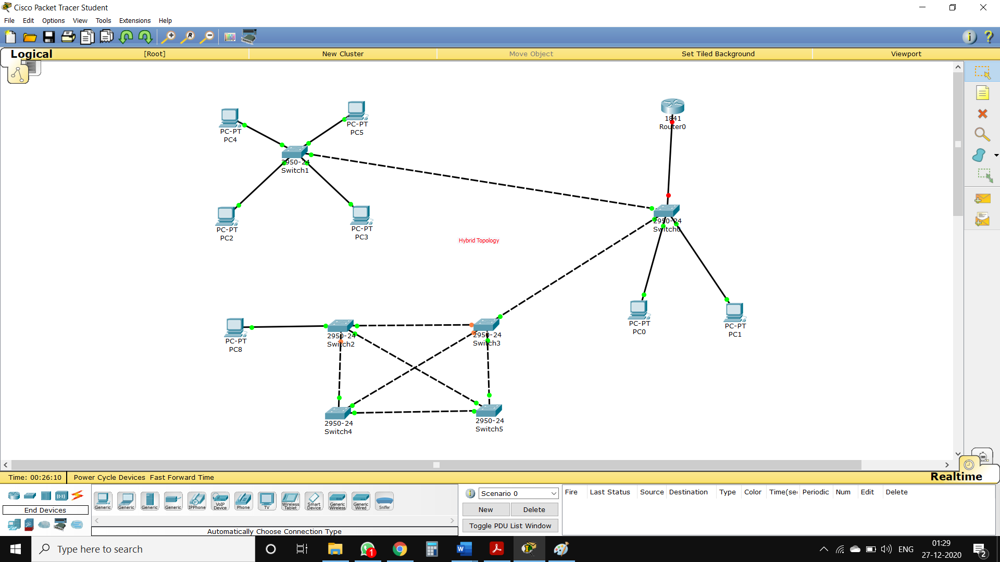 Cisco Packet Tracer Student
File Edit Options View Tools Extensions Help
Logical [Root] New Cluster Move Object Set Tiled Background Viewport
PC-PT
PC4
PC-PT
PC5
2950-24
Switch1
PC-PT
PC2
PC-PT
PC3
1841
Router0
2950-24
Switch0
Hybrid Topology
PC-PT
PC0
PC-PT
PC1
PC-PT
PC8
2950-24
Switch2
2950-24
Switch3
2950-24
Switch4
2950-24
Switch5
Time: 00:26:10 Power Cycle Devices Fast Forward Time
Realtime
End Devices
Generic Generic Generic Generic IPPhone VoIP Device Phone TV Wireless Tablet Smart Device Generic Wireless Generic Wired Sniffer
Automatically Choose Connection Type
Scenario 0
New Delete
Toggle PDU List Window
Fire Last Status Source Destination Type Color Time(se Periodic Num Edit Delete
Type here to search
1
ENG
01:29
27-12-2020
2